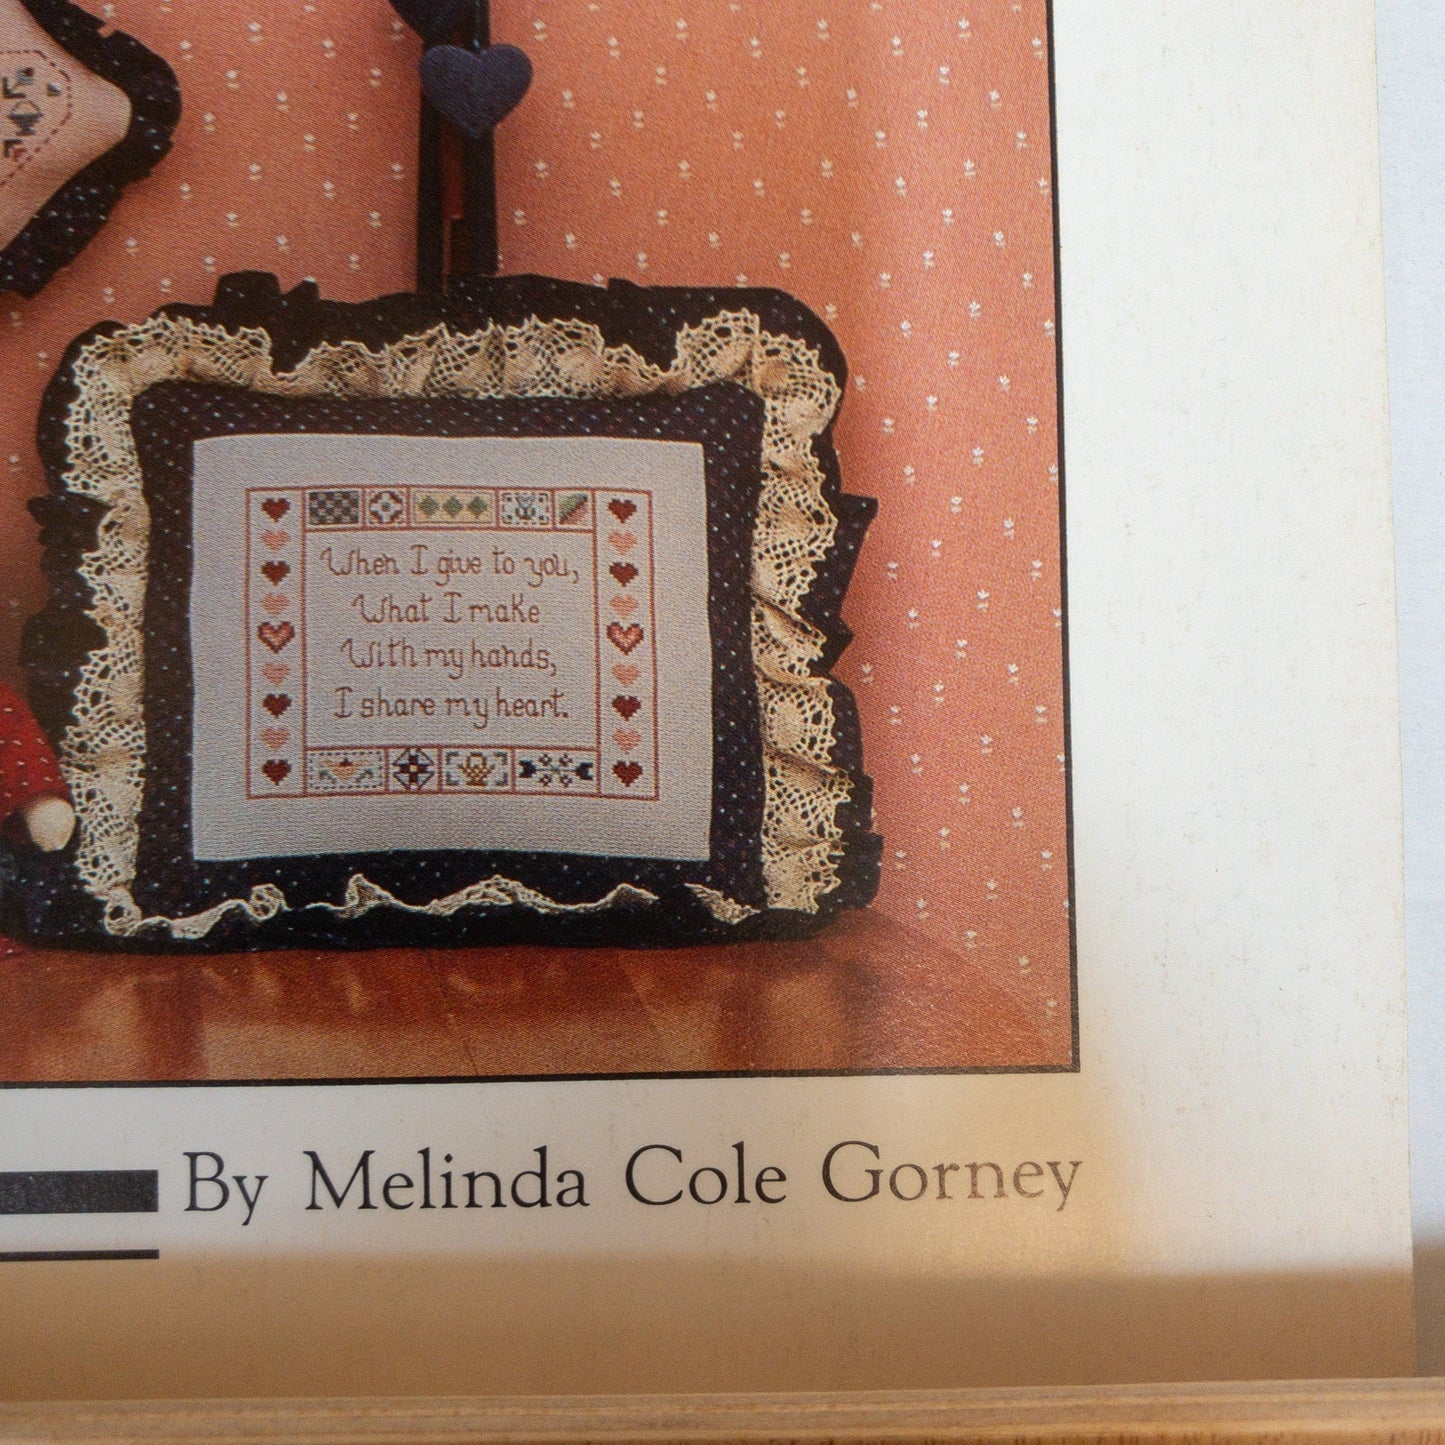 When I give to you,
What I make
With my hands,
I share my heart.
By Melinda Cole Gorney